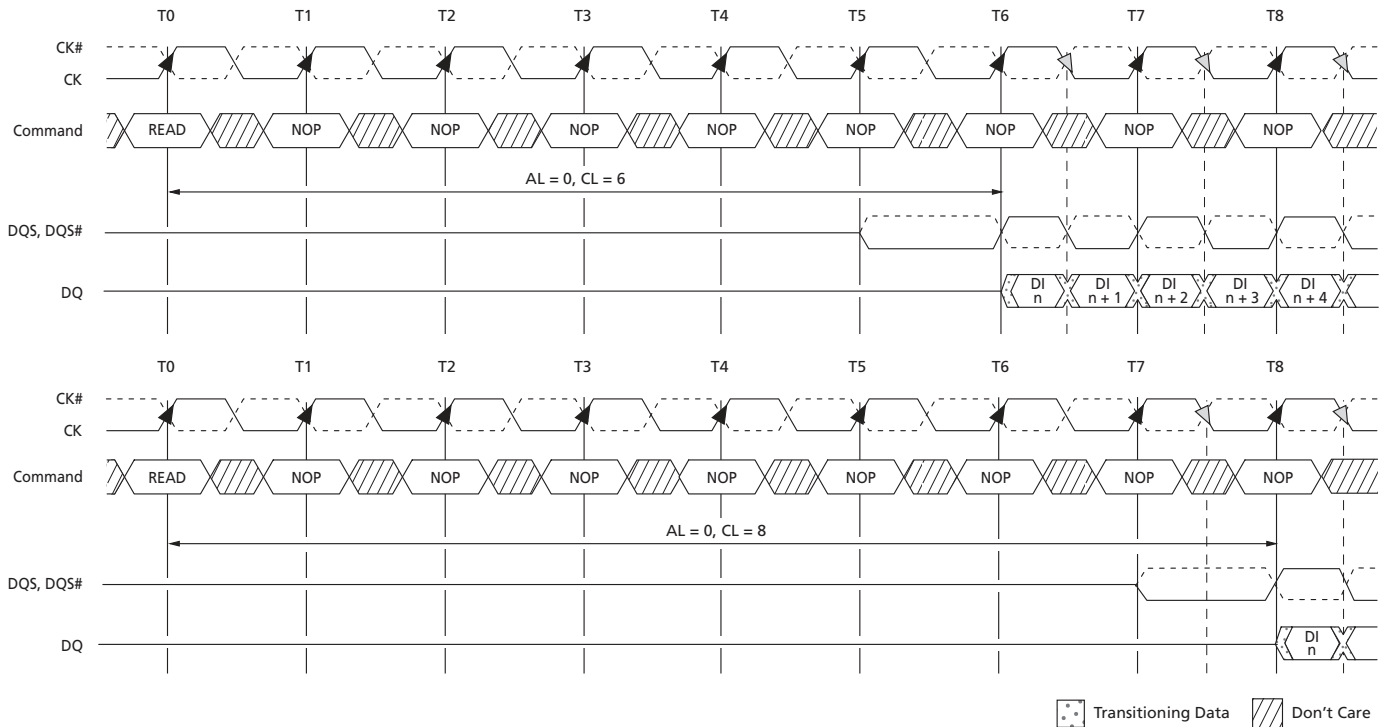 T0 T1 T2 T3 T4 T5 T6 T7 T8
CK#
CK
Command READ NOP NOP NOP NOP NOP NOP NOP NOP
AL = 0, CL = 6
DQS, DQS#
DQ DI n DI n + 1 DI n + 2 DI n + 3 DI n + 4
T0 T1 T2 T3 T4 T5 T6 T7 T8
CK#
CK
Command READ NOP NOP NOP NOP NOP NOP NOP NOP
AL = 0, CL = 8
DQS, DQS#
DQ DI n
Transitioning Data Don't Care